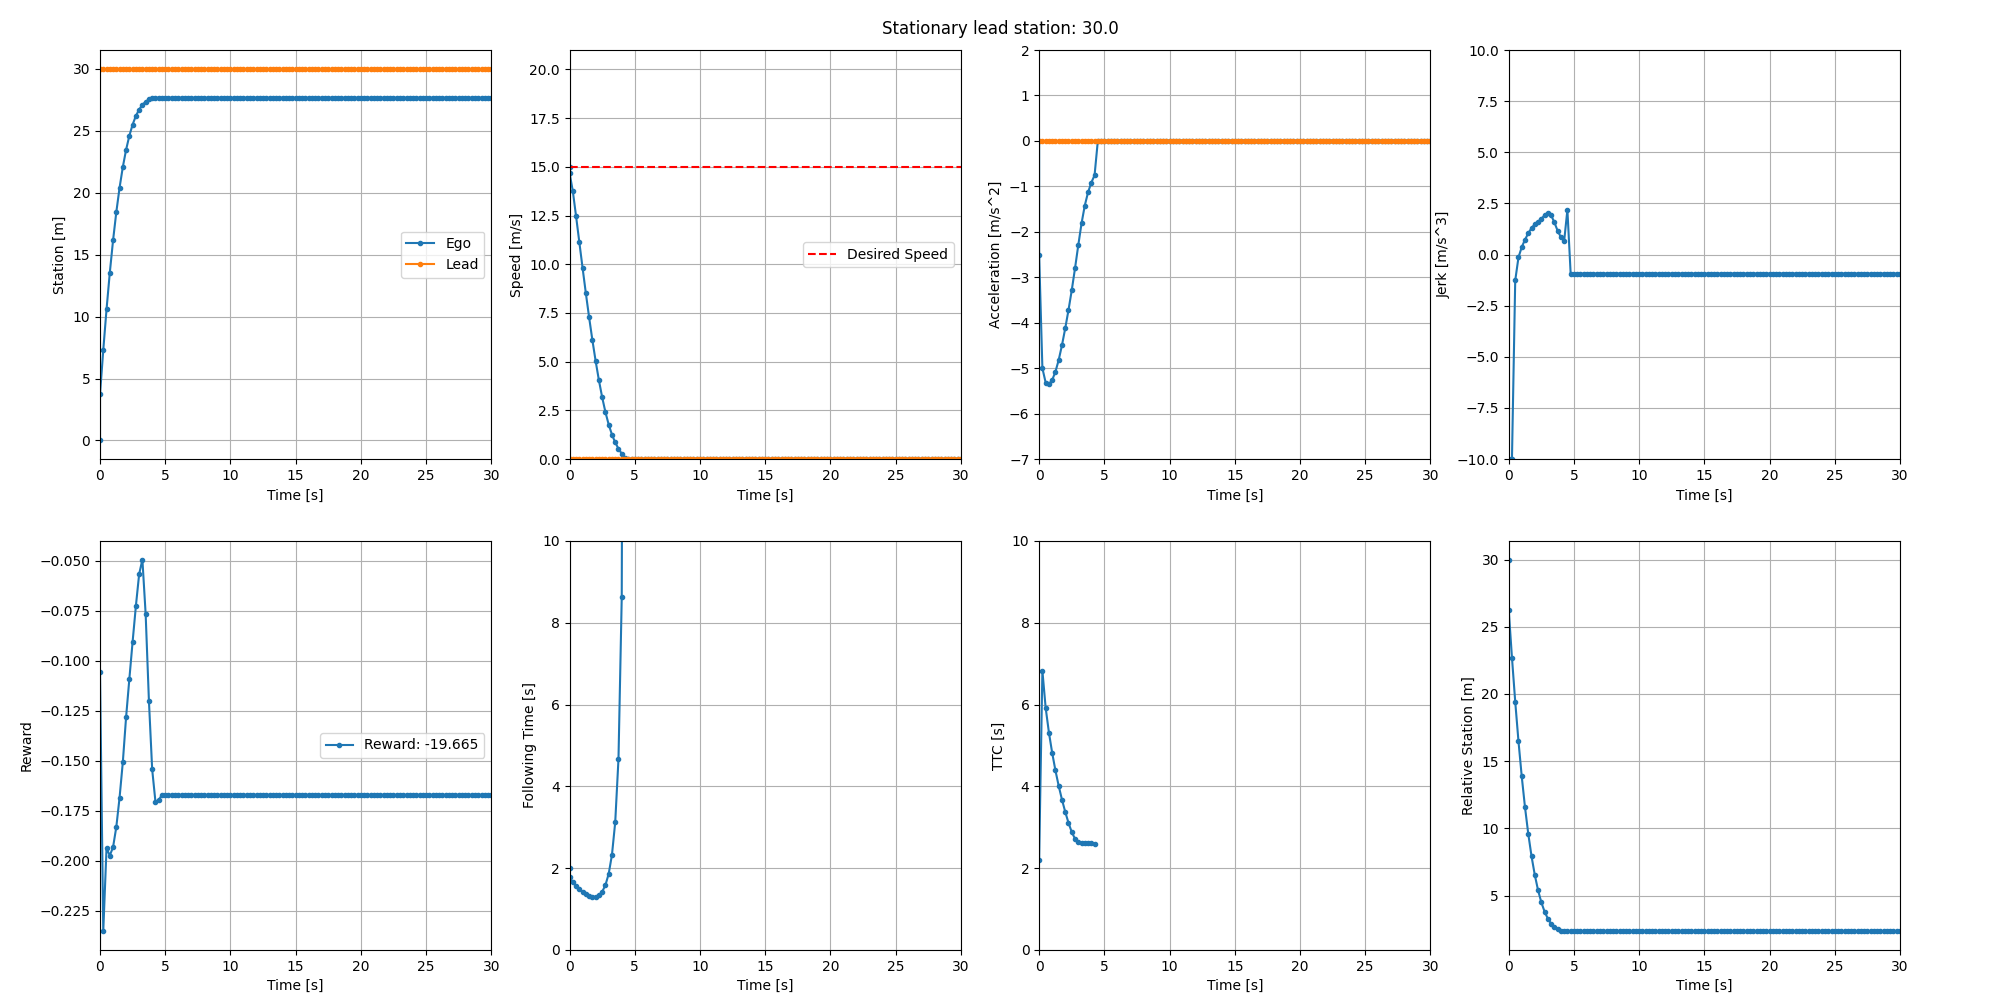 Stationary lead station: 30.0
Station [m]
30
25
20
15
10
5
0
Ego
Lead
0 5 10 15 20 25 30
Time [s]
Speed [m/s]
20.0
17.5
15.0
12.5
10.0
7.5
5.0
2.5
0.0
Desired Speed
0 5 10 15 20 25 30
Time [s]
Acceleration [m/s^2]
2
1
0
−1
−2
−3
−4
−5
−6
−7
0 5 10 15 20 25 30
Time [s]
Jerk [m/s^3]
10.0
7.5
5.0
2.5
0.0
−2.5
−5.0
−7.5
−10.0
0 5 10 15 20 25 30
Time [s]
Reward
−0.050
−0.075
−0.100
−0.125
−0.150
−0.175
−0.200
−0.225
Reward: -19.665
0 5 10 15 20 25 30
Time [s]
Following Time [s]
10
8
6
4
2
0
0 5 10 15 20 25 30
Time [s]
TTC [s]
10
8
6
4
2
0
0 5 10 15 20 25 30
Time [s]
Relative Station [m]
30
25
20
15
10
5
0 5 10 15 20 25 30
Time [s]